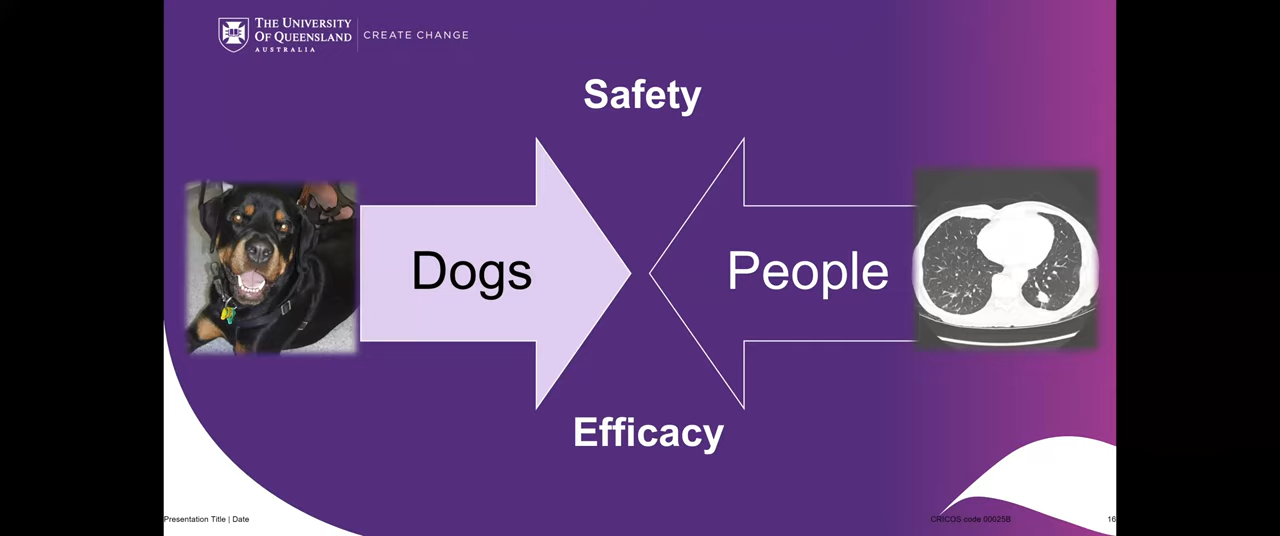 THE UNIVERSITY
OF QUEENSLAND
AUSTRALIA
CREATE CHANGE
Safety
Dogs
People
Efficacy
Presentation Title | Date
CRICOS code 00025B
16